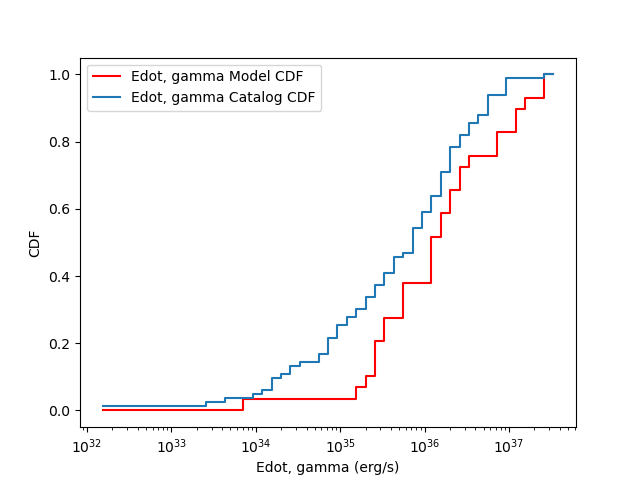 Edot, gamma Model CDF
Edot, gamma Catalog CDF
1.0
0.8
0.6
0.4
0.2
0.0
CDF
10^32 10^33 10^34 10^35 10^36 10^37
Edot, gamma (erg/s)